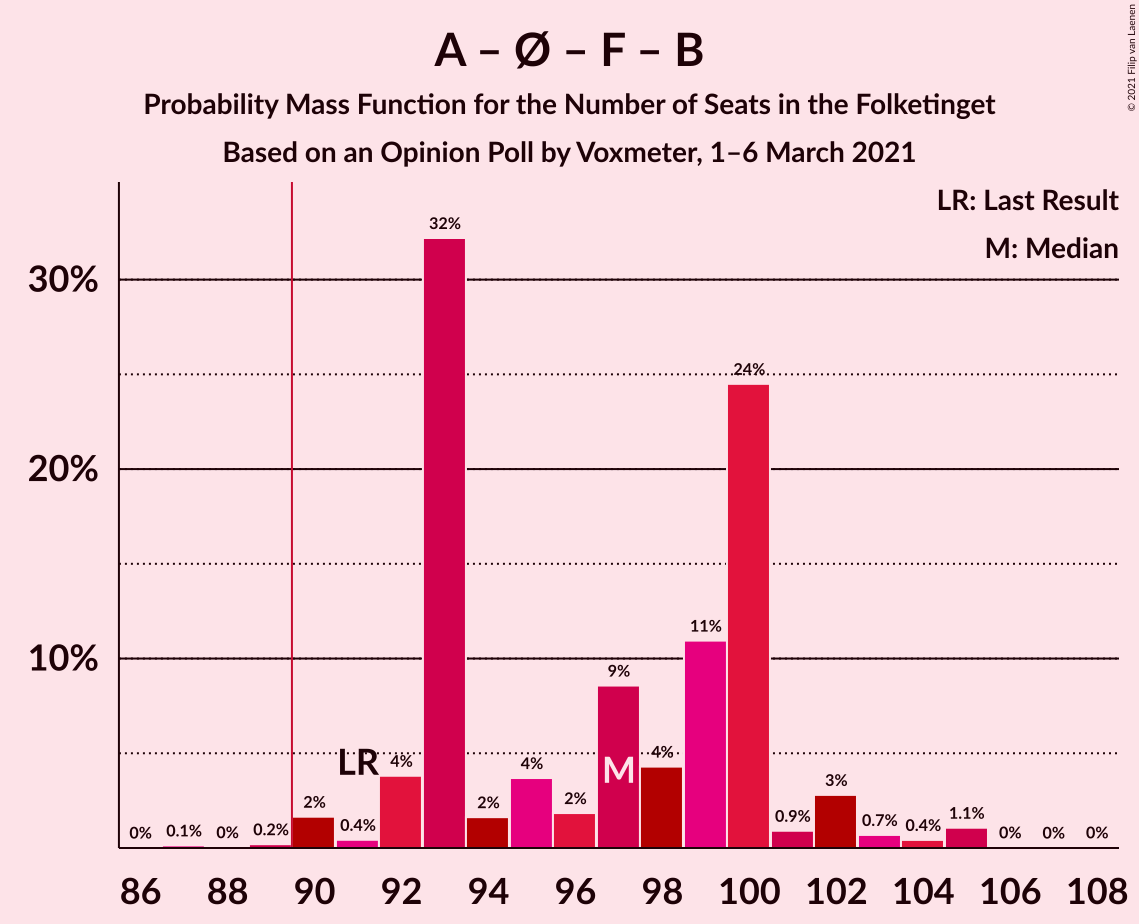 A – Ø – F – B
Probability Mass Function for the Number of Seats in the Folketinget
Based on an Opinion Poll by Voxmeter, 1–6 March 2021
© 2021 Filip van Laenen
LR: Last Result
M: Median
30%
20%
10%
0%
0.1%
0%
0.2%
2%
0.4%
4%
32%
2%
4%
2%
9%
4%
11%
24%
0.9%
3%
0.7%
0.4%
1.1%
0%
0%
0%
LR
M
86 88 90 92 94 96 98 100 102 104 106 108